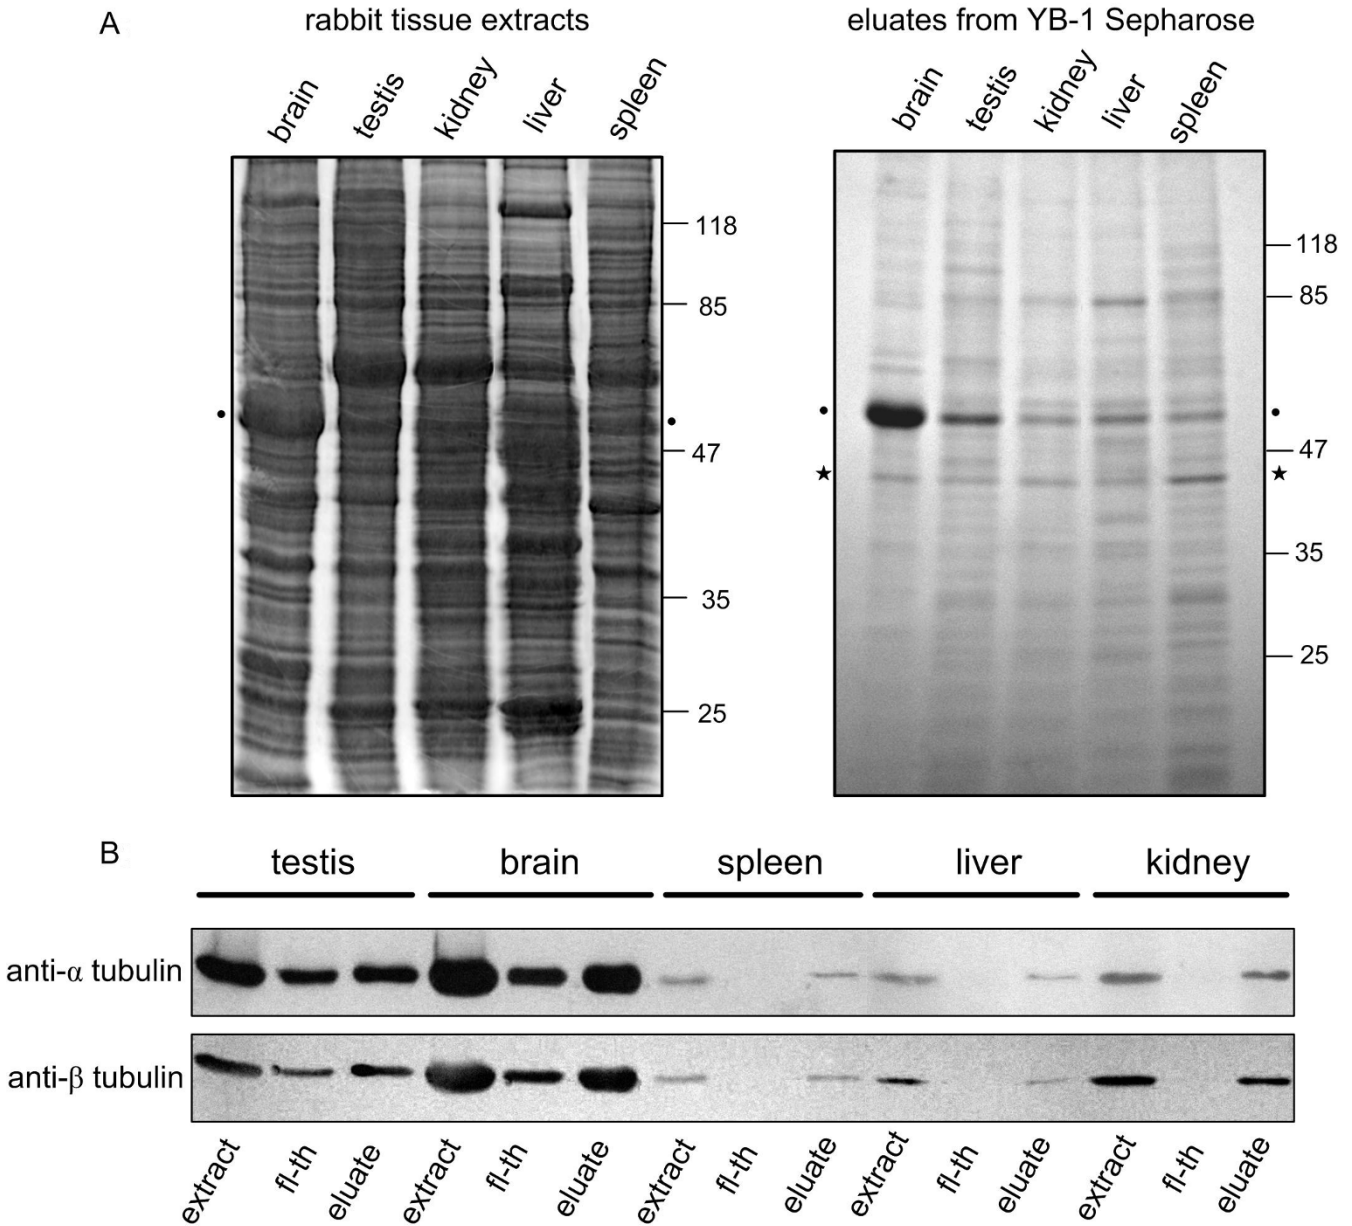 A
rabbit tissue extracts
eluates from YB-1 Sepharose
brain
testis
kidney
liver
spleen
brain
testis
kidney
liver
spleen
118
85
47
35
25
118
85
47
35
25
B
testis
brain
spleen
liver
kidney
anti-α tubulin
anti-β tubulin
extract
fl-th
eluate
extract
fl-th
eluate
extract
fl-th
eluate
extract
fl-th
eluate
extract
fl-th
eluate